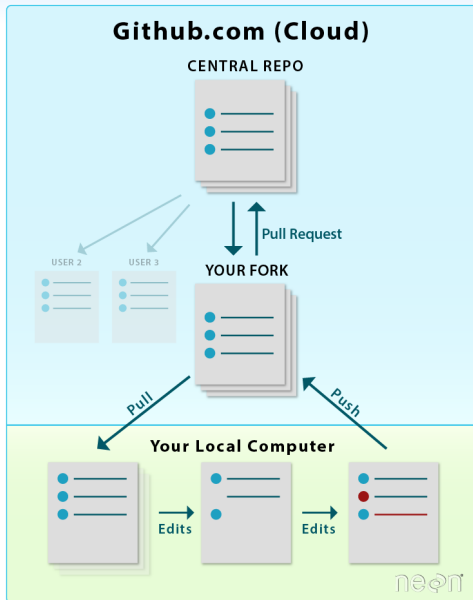 Github.com (Cloud)
CENTRAL REPO
Pull Request
USER 2
USER 3
YOUR FORK
Pull
Push
Your Local Computer
Edits
Edits
neon